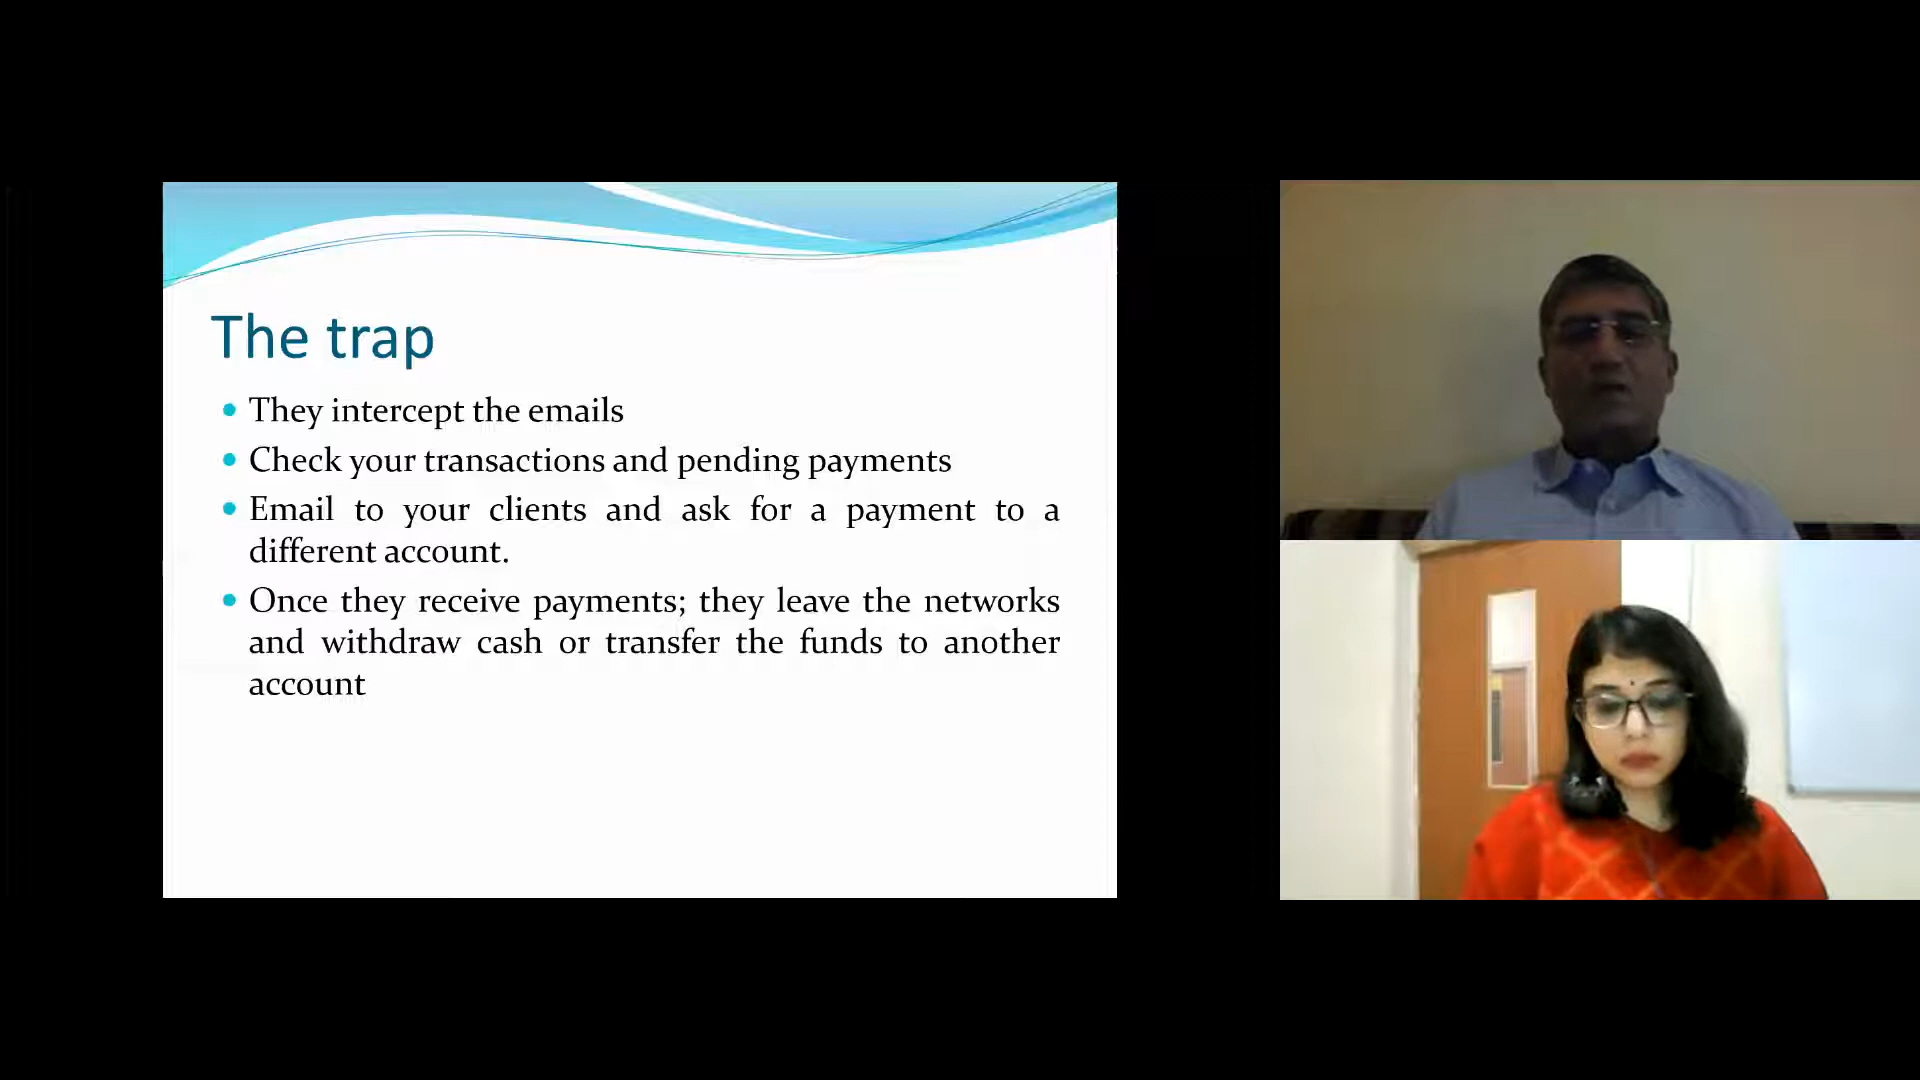 The trap
They intercept the emails
Check your transactions and pending payments
Email to your clients and ask for a payment to a
different account.
Once they receive payments; they leave the networks
and withdraw cash or transfer the funds to another
account